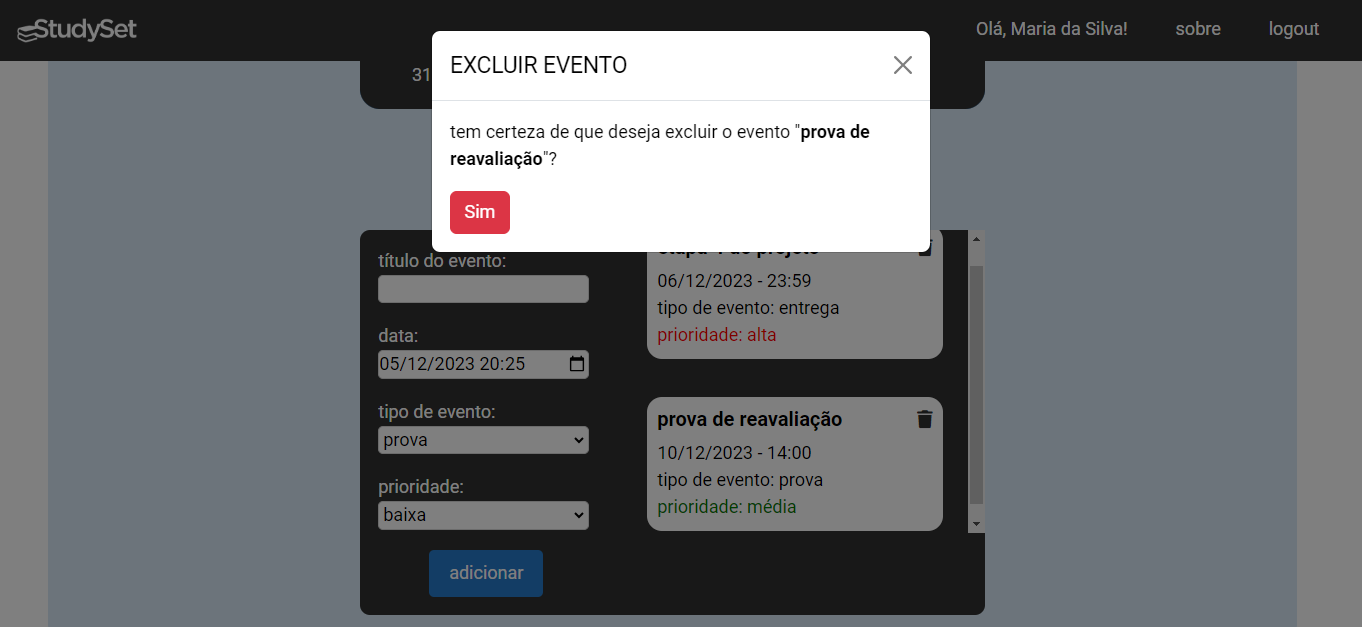 StudySet
Olá, Maria da Silva!
sobre
logout
31
EXCLUIR EVENTO
tem certeza de que deseja excluir o evento "prova de
reavaliação"?
Sim
título do evento:
data:
05/12/2023 20:25
tipo de evento:
prova
prioridade:
baixa
adicionar
06/12/2023 - 23:59
tipo de evento: entrega
prioridade: alta
prova de reavaliação
10/12/2023 - 14:00
tipo de evento: prova
prioridade: média